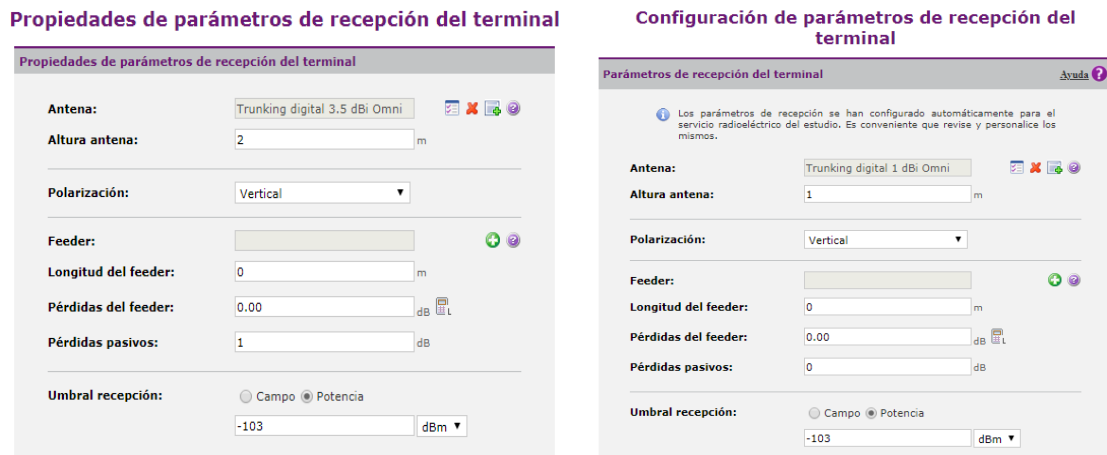 Propiedades de parámetros de recepción del terminal
Propiedades de parámetros de recepción del terminal
Antena: Trunking digital 3.5 dBi Omni
Altura antena: 2 m
Polarización: Vertical
Feeder:
Longitud del feeder: 0 m
Pérdidas del feeder: 0.00 dB L
Pérdidas pasivos: 1 dB
Umbral recepción: Campo Potencia
-103 dBm
Configuración de parámetros de recepción del
terminal
Parámetros de recepción del terminal Ayuda ?
Los parámetros de recepción se han configurado automáticamente para el
servicio radioeléctrico del estudio. Es conveniente que revise y personalice los
mismos.
Antena: Trunking digital 1 dBi Omni
Altura antena: 1 m
Polarización: Vertical
Feeder:
Longitud del feeder: 0 m
Pérdidas del feeder: 0.00 dB L
Pérdidas pasivos: 0 dB
Umbral recepción: Campo Potencia
-103 dBm